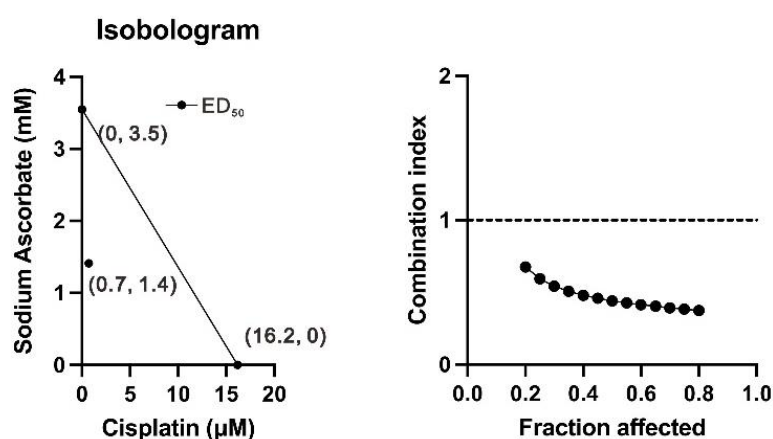 Isobologram
4
3
2
1
0
Sodium Ascorbate (mM)
ED₅₀
(0, 3.5)
(0.7, 1.4)
(16.2, 0)
0 5 10 15 20
Cisplatin (μM)
2
1
0
Combination index
0.0 0.2 0.4 0.6 0.8 1.0
Fraction affected